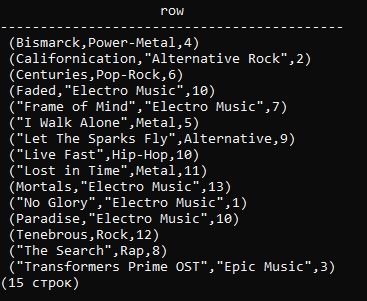 row
------------------------------------------
(Bismarck,Power-Metal,4)
(Californication,"Alternative Rock",2)
(Centuries,Pop-Rock,6)
(Faded,"Electro Music",10)
("Frame of Mind","Electro Music",7)
("I Walk Alone",Metal,5)
("Let The Sparks Fly",Alternative,9)
("Live Fast",Hip-Hop,10)
("Lost in Time",Metal,11)
(Mortals,"Electro Music",13)
("No Glory","Electro Music",1)
(Paradise,"Electro Music",10)
(Tenebrous,Rock,12)
("The Search",Rap,8)
("Transformers Prime OST","Epic Music",3)
(15 строк)